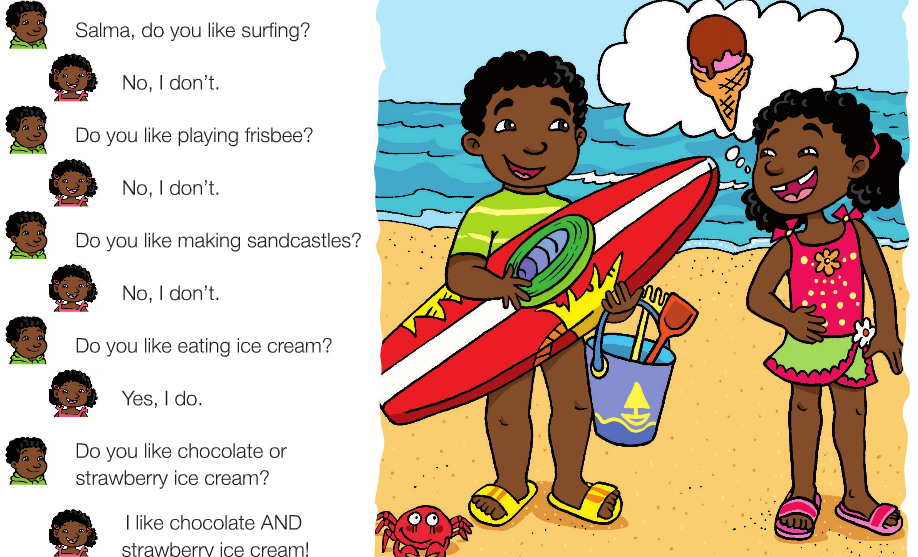 Salma, do you like surfing?
No, I don't.
Do you like playing frisbee?
No, I don't.
Do you like making sandcastles?
No, I don't.
Do you like eating ice cream?
Yes, I do.
Do you like chocolate or
strawberry ice cream?
I like chocolate AND
strawberry ice cream!